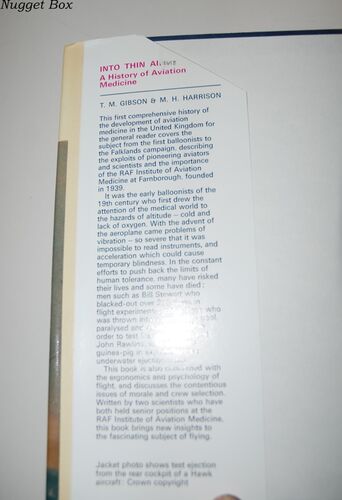 Nugget Box
INTO THIN AIR
A History of Aviation
Medicine
T. M. GIBSON & M. H. HARRISON
This first comprehensive history of
the development of aviation
medicine in the United Kingdom for
the general reader covers the
subject from the first balloonists to
the Falklands campaign, describing
the exploits of pioneering aviators
and scientists and the importance
of the RAF Institute of Aviation
Medicine at Farnborough, founded
in 1939.
It was the early balloonists of the
19th century who first drew the
attention of the medical world to
the hazards of altitude – cold and
lack of oxygen. With the advent of
the aeroplane came problems of
vibration – so severe that it was
impossible to read instruments, and
acceleration which could cause
temporary blindness. In the constant
efforts to push back the limits of
human tolerance, many have risked
their lives and some have died:
men such as Bill Stewart who
blacked-out over
flight experiments who
was thrown into
paralysed and
order to test
John Rawlins,
guinea-pig in
underwater
This book is also concerned with
the ergonomics and psychology of
flight, and discusses the contentious
issues of morale and crew selection.
Written by two scientists who have
both held senior positions at the
RAF Institute of Aviation Medicine,
this book brings new insights to
the fascinating subject of flying.
Jacket photo shows test ejection
from the rear cockpit of a Hawk
aircraft: Crown copyright